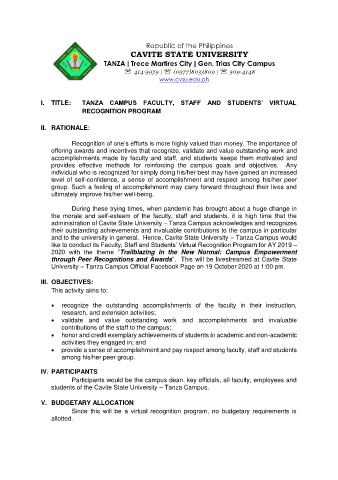 Republic of the Philippines
CAVITE STATE UNIVERSITY
TANZA | Trece Martires City | Gen. Trias City Campus
☏ 414-3979 | ☏ (0977)8033809 | ☏ 509-4148
www.cvsu.edu.ph
I. TITLE: TANZA CAMPUS FACULTY, STAFF AND STUDENTS’ VIRTUAL
RECOGNITION PROGRAM
II. RATIONALE:
Recognition of one’s efforts is more highly valued than money. The importance of
offering awards and incentives that recognize, validate and value outstanding work and
accomplishments made by faculty and staff, and students keeps them motivated and
provides effective methods for reinforcing the campus goals and objectives. Any
individual who is recognized for simply doing his/her best may have gained an increased
level of self-confidence, a sense of accomplishment and respect among his/her peer
group. Such a feeling of accomplishment may carry forward throughout their lives and
ultimately improve his/her well-being.
During these trying times, when pandemic has brought about a huge change in
the morale and self-esteem of the faculty, staff and students, it is high time that the
administration of Cavite State University – Tanza Campus acknowledges and recognizes
their outstanding achievements and invaluable contributions to the campus in particular
and to the university in general. Hence, Cavite State University – Tanza Campus would
like to conduct its Faculty, Staff and Students’ Virtual Recognition Program for AY 2019 –
2020 with the theme “Trailblazing in the New Normal: Campus Empowerment
through Peer Recognitions and Awards”. This will be livestreamed at Cavite State
University – Tanza Campus Official Facebook Page on 19 October 2020 at 1:00 pm.
III. OBJECTIVES:
This activity aims to:
• recognize the outstanding accomplishments of the faculty in their instruction,
research, and extension activities;
• validate and value outstanding work and accomplishments and invaluable
contributions of the staff to the campus;
• honor and credit exemplary achievements of students in academic and non-academic
activities they engaged in; and
• provide a sense of accomplishment and pay respect among faculty, staff and students
among his/her peer group.
IV. PARTICIPANTS
Participants would be the campus dean, key officials, all faculty, employees and
students of the Cavite State University – Tanza Campus.
V. BUDGETARY ALLOCATION
Since this will be a virtual recognition program, no budgetary requirements is
allotted.